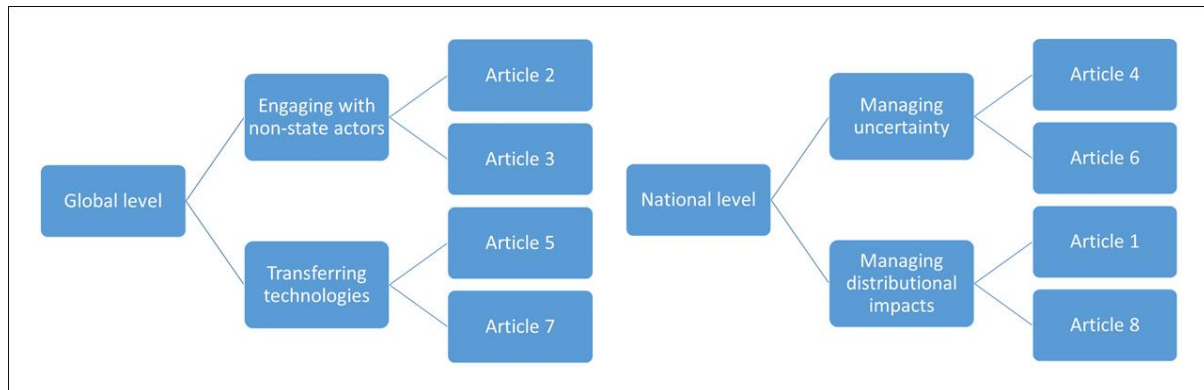 Global level
Engaging with
non-state actors
Article 2
Article 3
Transferring
technologies
Article 5
Article 7
National level
Managing
uncertainty
Article 4
Article 6
Managing
distributional
impacts
Article 1
Article 8